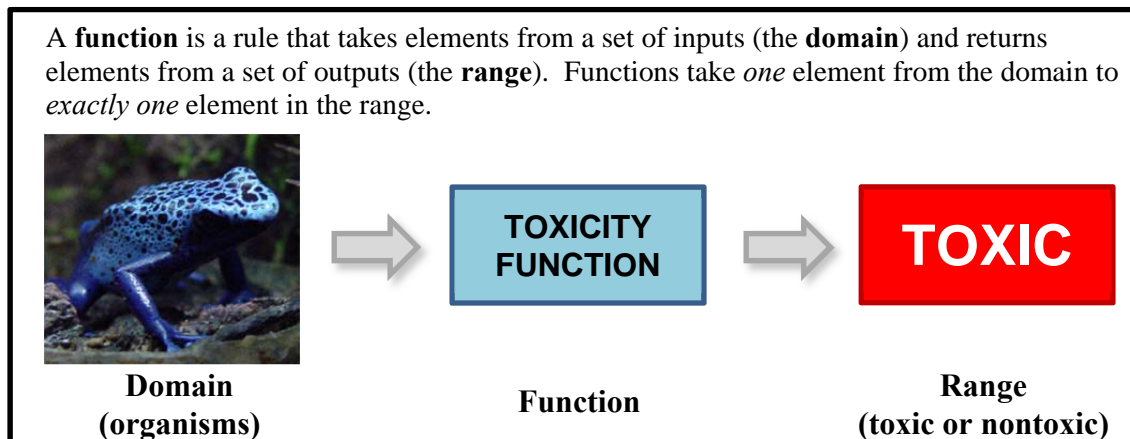 A function is a rule that takes elements from a set of inputs (the domain) and returns
elements from a set of outputs (the range).  Functions take one element from the domain to
exactly one element in the range.
TOXICITY
FUNCTION
TOXIC
Domain
(organisms)
Function
Range
(toxic or nontoxic)